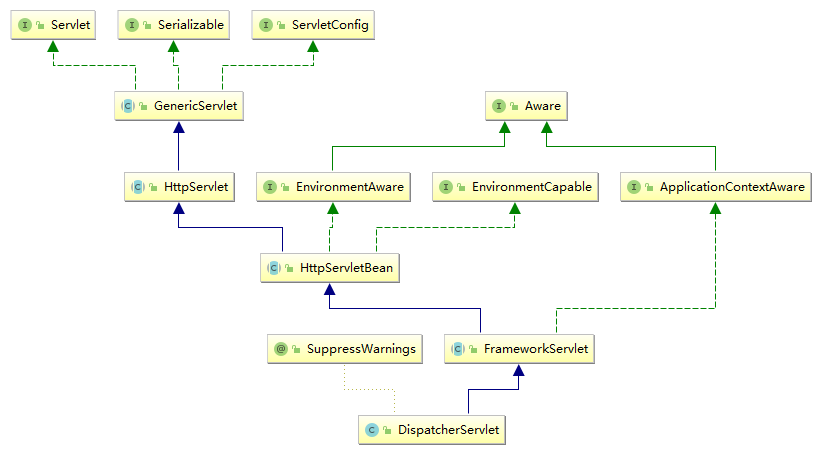 I Servlet
I Serializable
I ServletConfig
C GenericServlet
I Aware
C HttpServlet
I EnvironmentAware
I EnvironmentCapable
I ApplicationContextAware
C HttpServletBean
@ SuppressWarnings
C FrameworkServlet
C DispatcherServlet